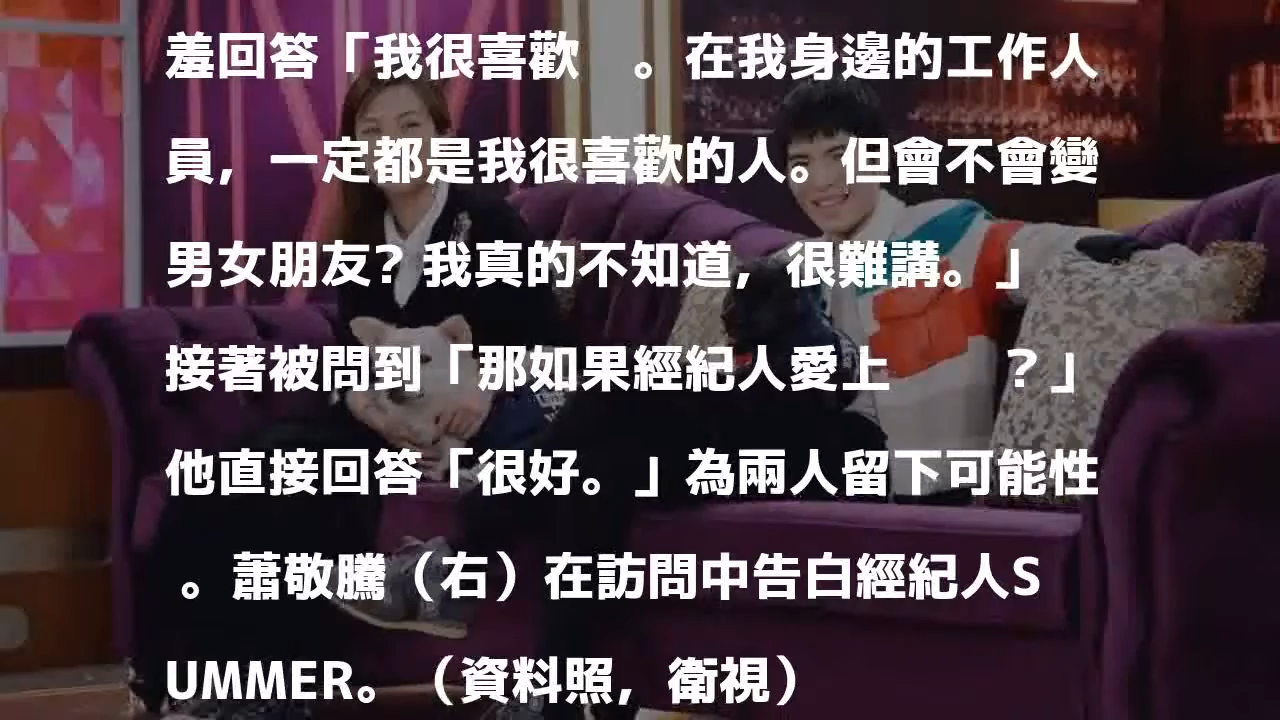 羞回答「我很喜歡　。在我身邊的工作人
員，一定都是我很喜歡的人。但會不會變
男女朋友？我真的不知道，很難講。」
接著被問到「那如果經紀人愛上　　？」
他直接回答「很好。」為兩人留下可能性
。蕭敬騰（右）在訪問中告白經紀人S
UMMER。（資料照，衛視）